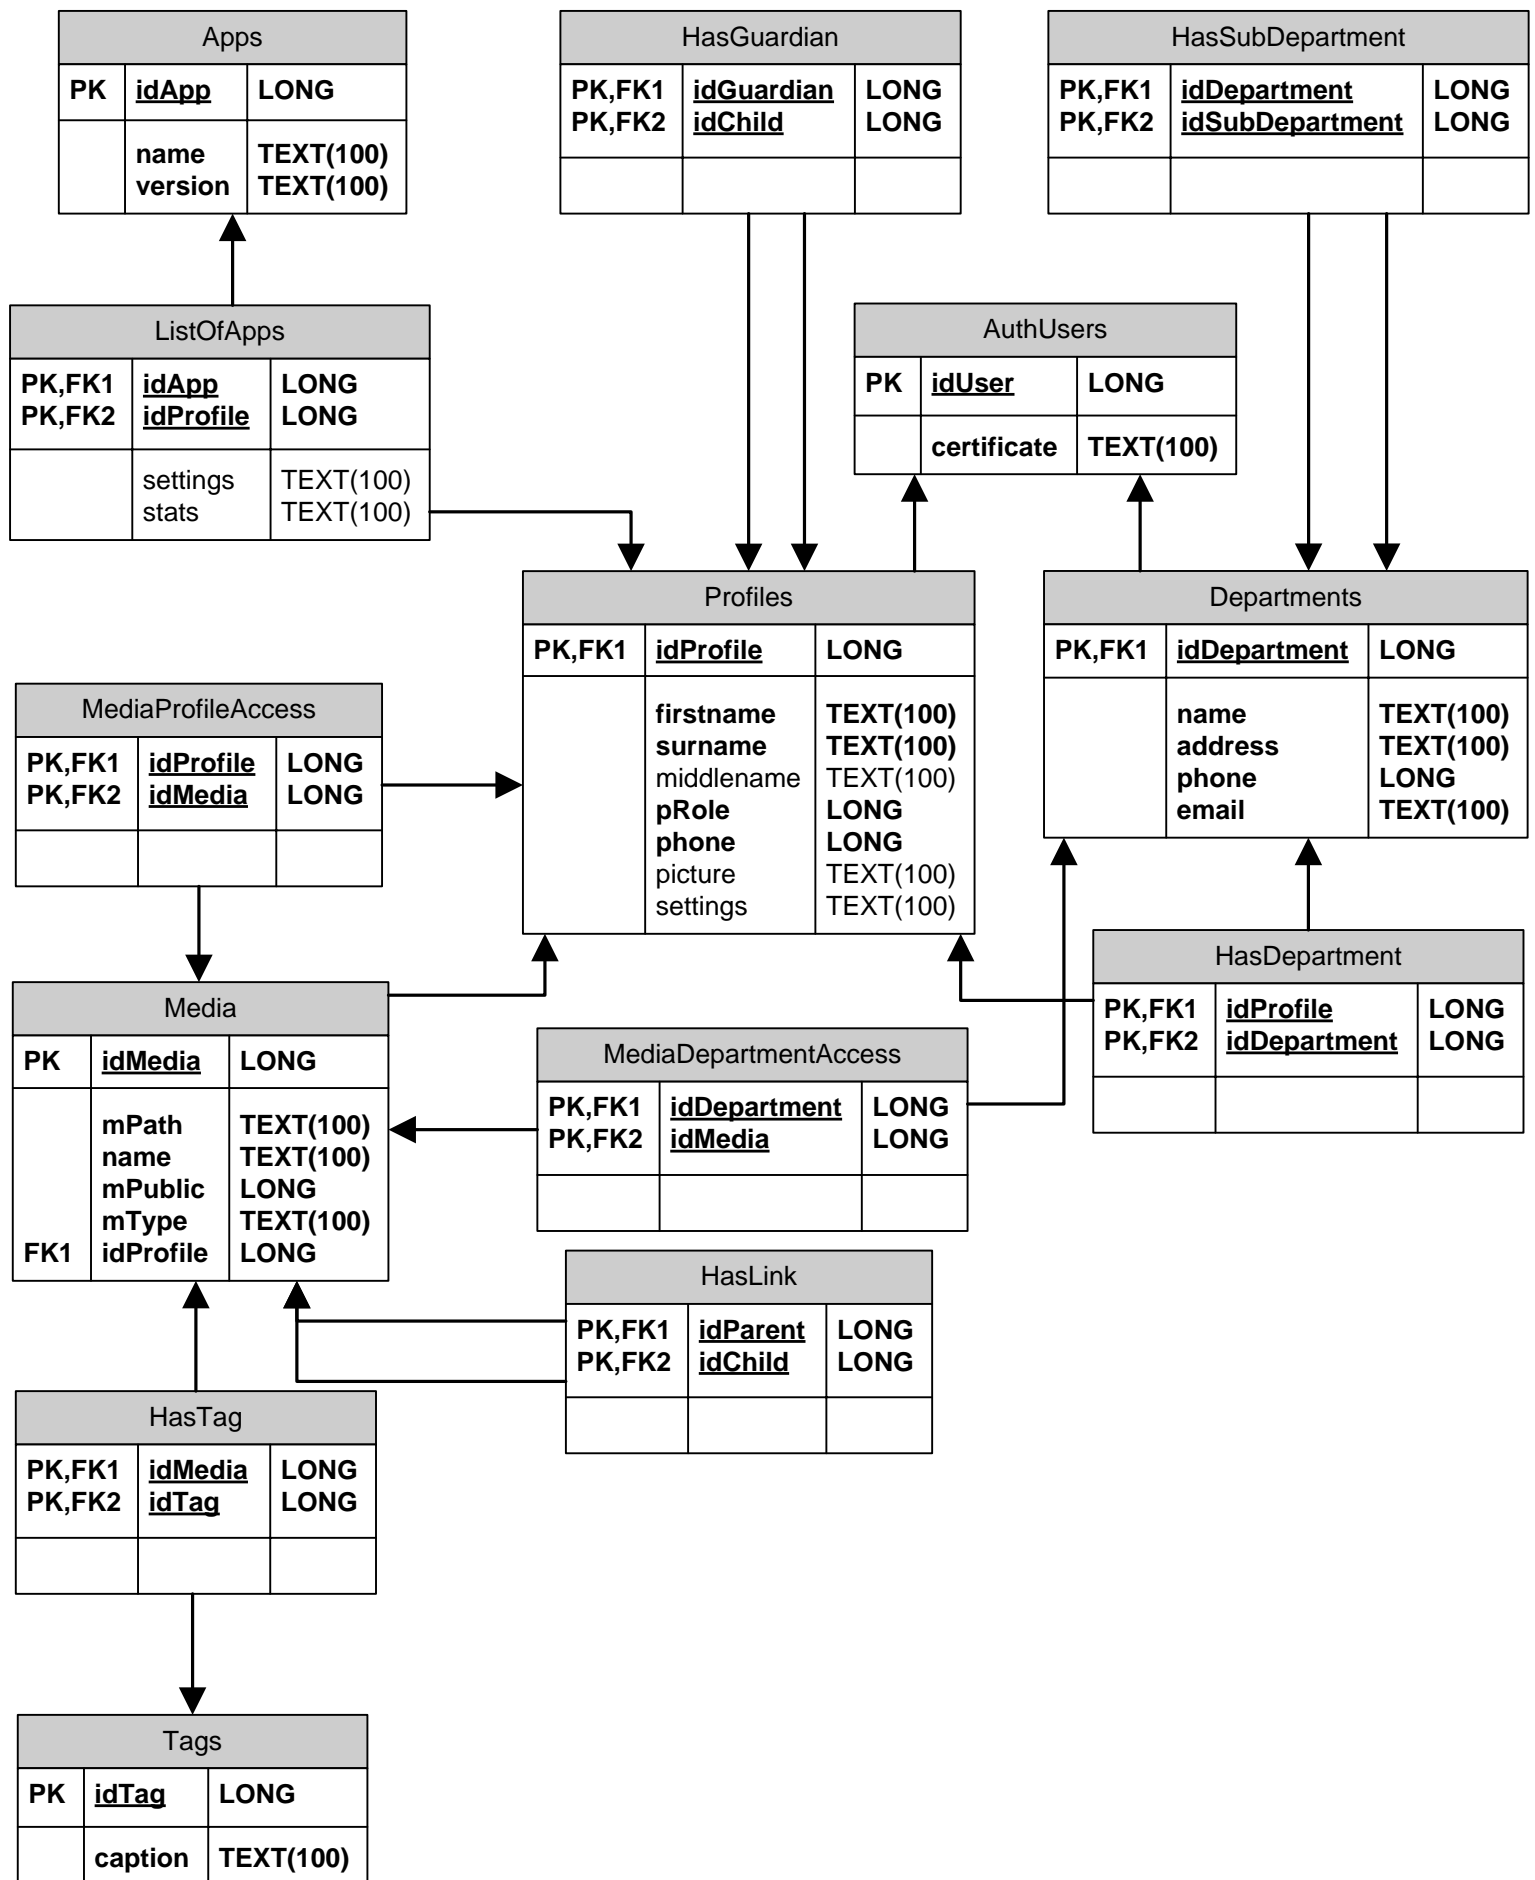 Apps
PK idApp LONG
name TEXT(100)
version TEXT(100)
HasGuardian
PK,FK1 idGuardian LONG
PK,FK2 idChild LONG
HasSubDepartment
PK,FK1 idDepartment LONG
PK,FK2 idSubDepartment LONG
ListOfApps
PK,FK1 idApp LONG
PK,FK2 idProfile LONG
settings TEXT(100)
stats TEXT(100)
AuthUsers
PK idUser LONG
certificate TEXT(100)
Profiles
PK,FK1 idProfile LONG
firstname TEXT(100)
surname TEXT(100)
middlename TEXT(100)
pRole LONG
phone LONG
picture TEXT(100)
settings TEXT(100)
Departments
PK,FK1 idDepartment LONG
name TEXT(100)
address TEXT(100)
phone LONG
email TEXT(100)
MediaProfileAccess
PK,FK1 idProfile LONG
PK,FK2 idMedia LONG
HasDepartment
PK,FK1 idProfile LONG
PK,FK2 idDepartment LONG
Media
PK idMedia LONG
mPath TEXT(100)
name TEXT(100)
mPublic LONG
mType TEXT(100)
FK1 idProfile LONG
MediaDepartmentAccess
PK,FK1 idDepartment LONG
PK,FK2 idMedia LONG
HasLink
PK,FK1 idParent LONG
PK,FK2 idChild LONG
HasTag
PK,FK1 idMedia LONG
PK,FK2 idTag LONG
Tags
PK idTag LONG
caption TEXT(100)